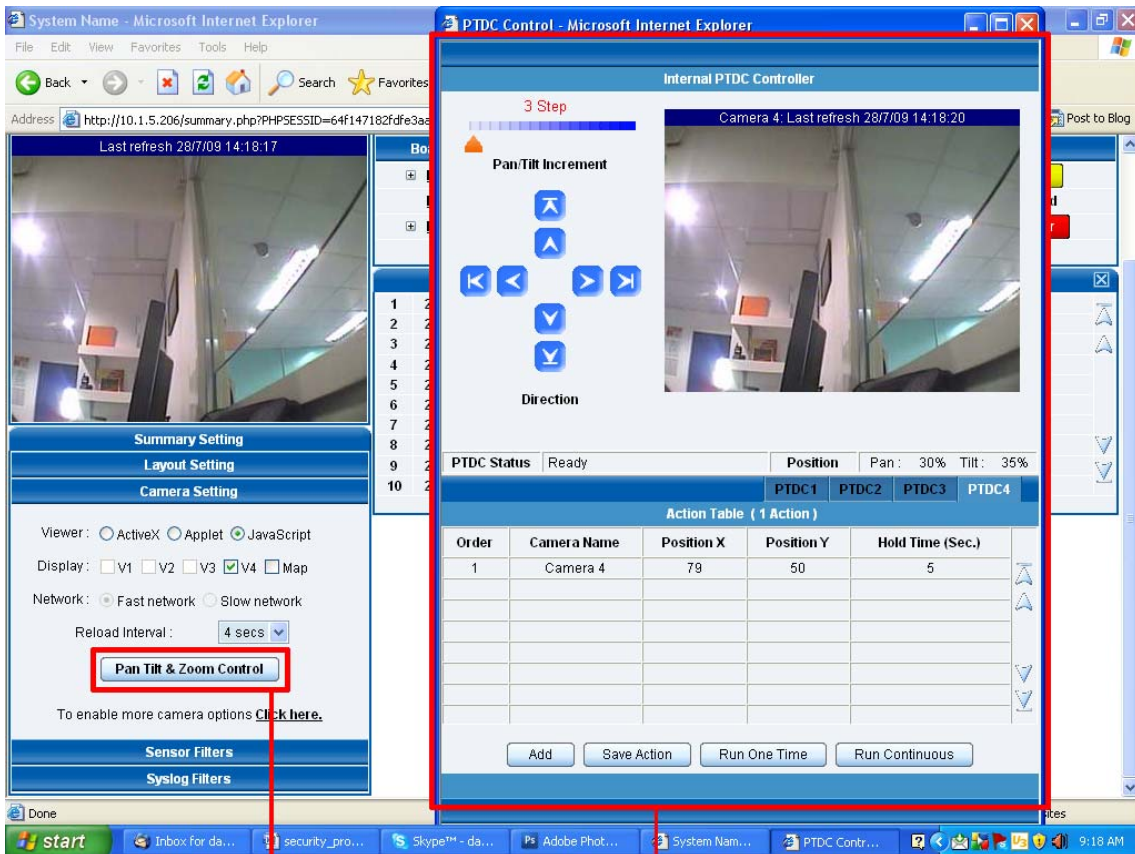 System Name - Microsoft Internet Explorer
File Edit View Favorites Tools Help
Back Search Favorites
Address http://10.1.5.206/summary.php?PHPSESSID=64f147182fdfe3aa
Post to Blog
Last refresh 28/7/09 14:18:17
1
2
3
4
5
6
7
8
9
10
Summary Setting
Layout Setting
Camera Setting
Viewer : ActiveX Applet JavaScript
Display : V1 V2 V3 V4 Map
Network : Fast network Slow network
Reload Interval : 4 secs
Pan Tilt & Zoom Control
To enable more camera options Click here.
Sensor Filters
Syslog Filters
Done
PTDC Control - Microsoft Internet Explorer
Internal PTDC Controller
3 Step
Pan/Tilt Increment
Direction
Camera 4: Last refresh 28/7/09 14:18:20
PTDC Status Ready Position Pan : 30% Tilt : 35%
PTDC1 PTDC2 PTDC3 PTDC4
Action Table ( 1 Action )
Order Camera Name Position X Position Y Hold Time (Sec.)
1 Camera 4 79 50 5
Add Save Action Run One Time Run Continuous
start Inbox for da... security_pro... Skype™ - da... Adobe Phot... System Nam... PTDC Contr... 9:18 AM